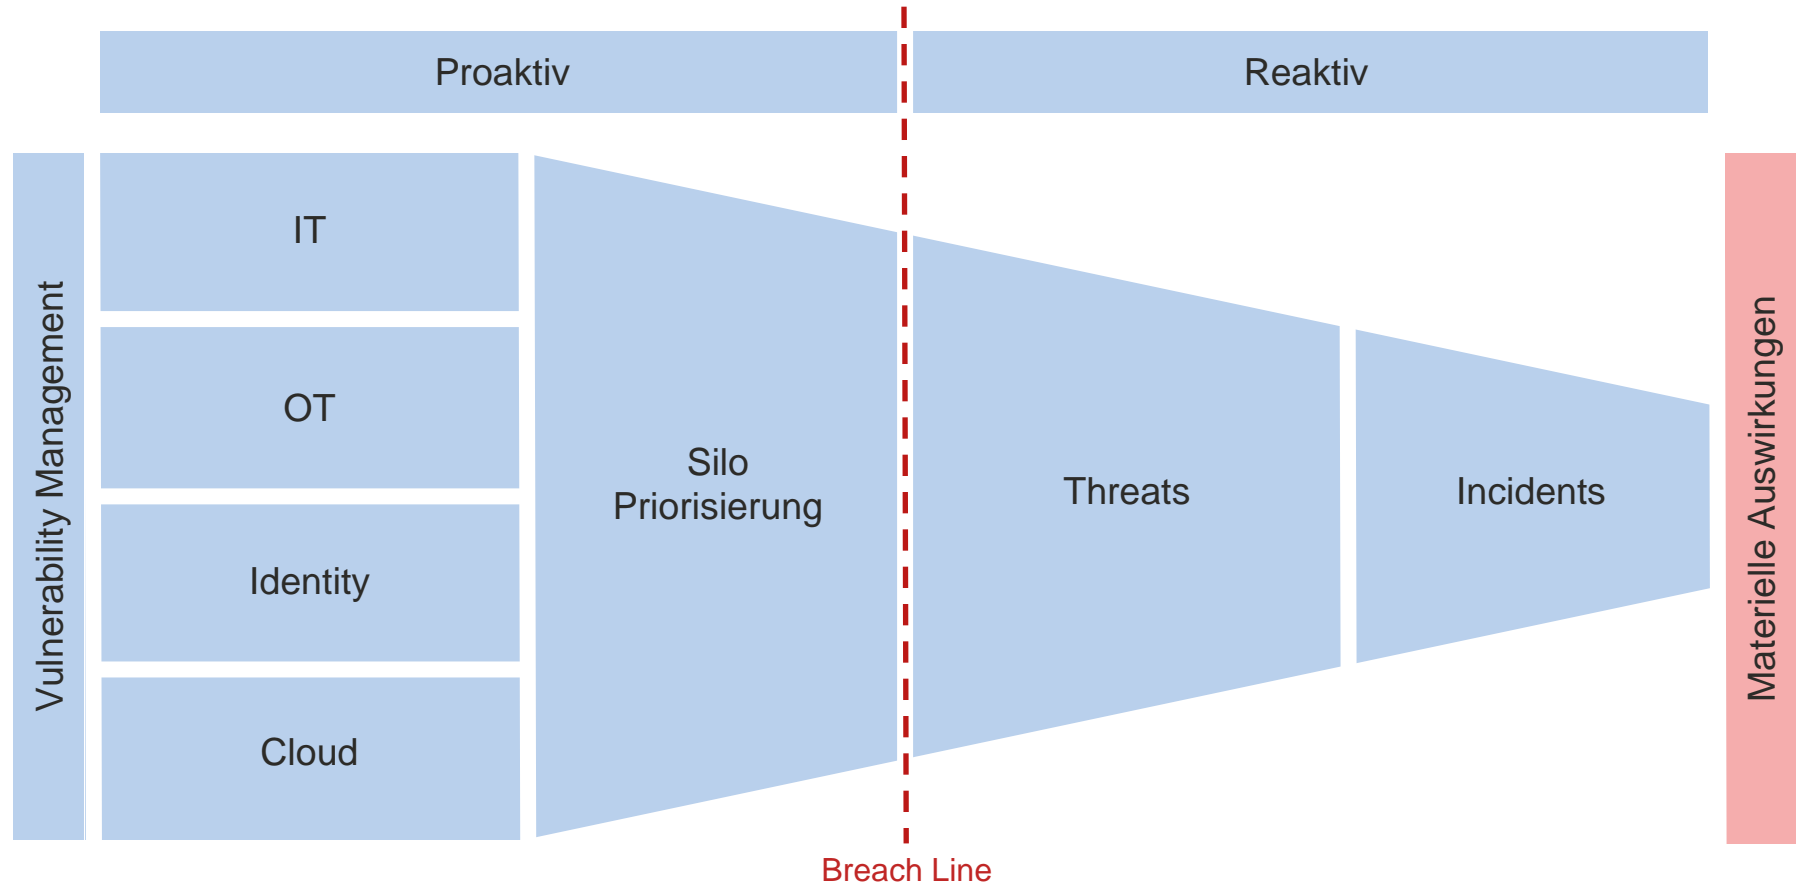 Proaktiv
Reaktiv
Vulnerability Management
IT
OT
Identity
Cloud
Silo
Priorisierung
Threats
Incidents
Materielle Auswirkungen
Breach Line